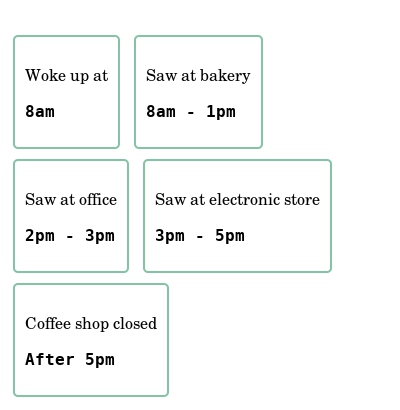 Woke up at
8am
Saw at bakery
8am - 1pm
Saw at office
2pm - 3pm
Saw at electronic store
3pm - 5pm
Coffee shop closed
After 5pm